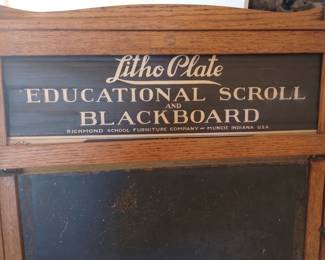 Litho Plate
EDUCATIONAL SCROLL
AND
BLACKBOARD
RICHMOND SCHOOL FURNITURE COMPANY – MUNCIE INDIANA U.S.A.